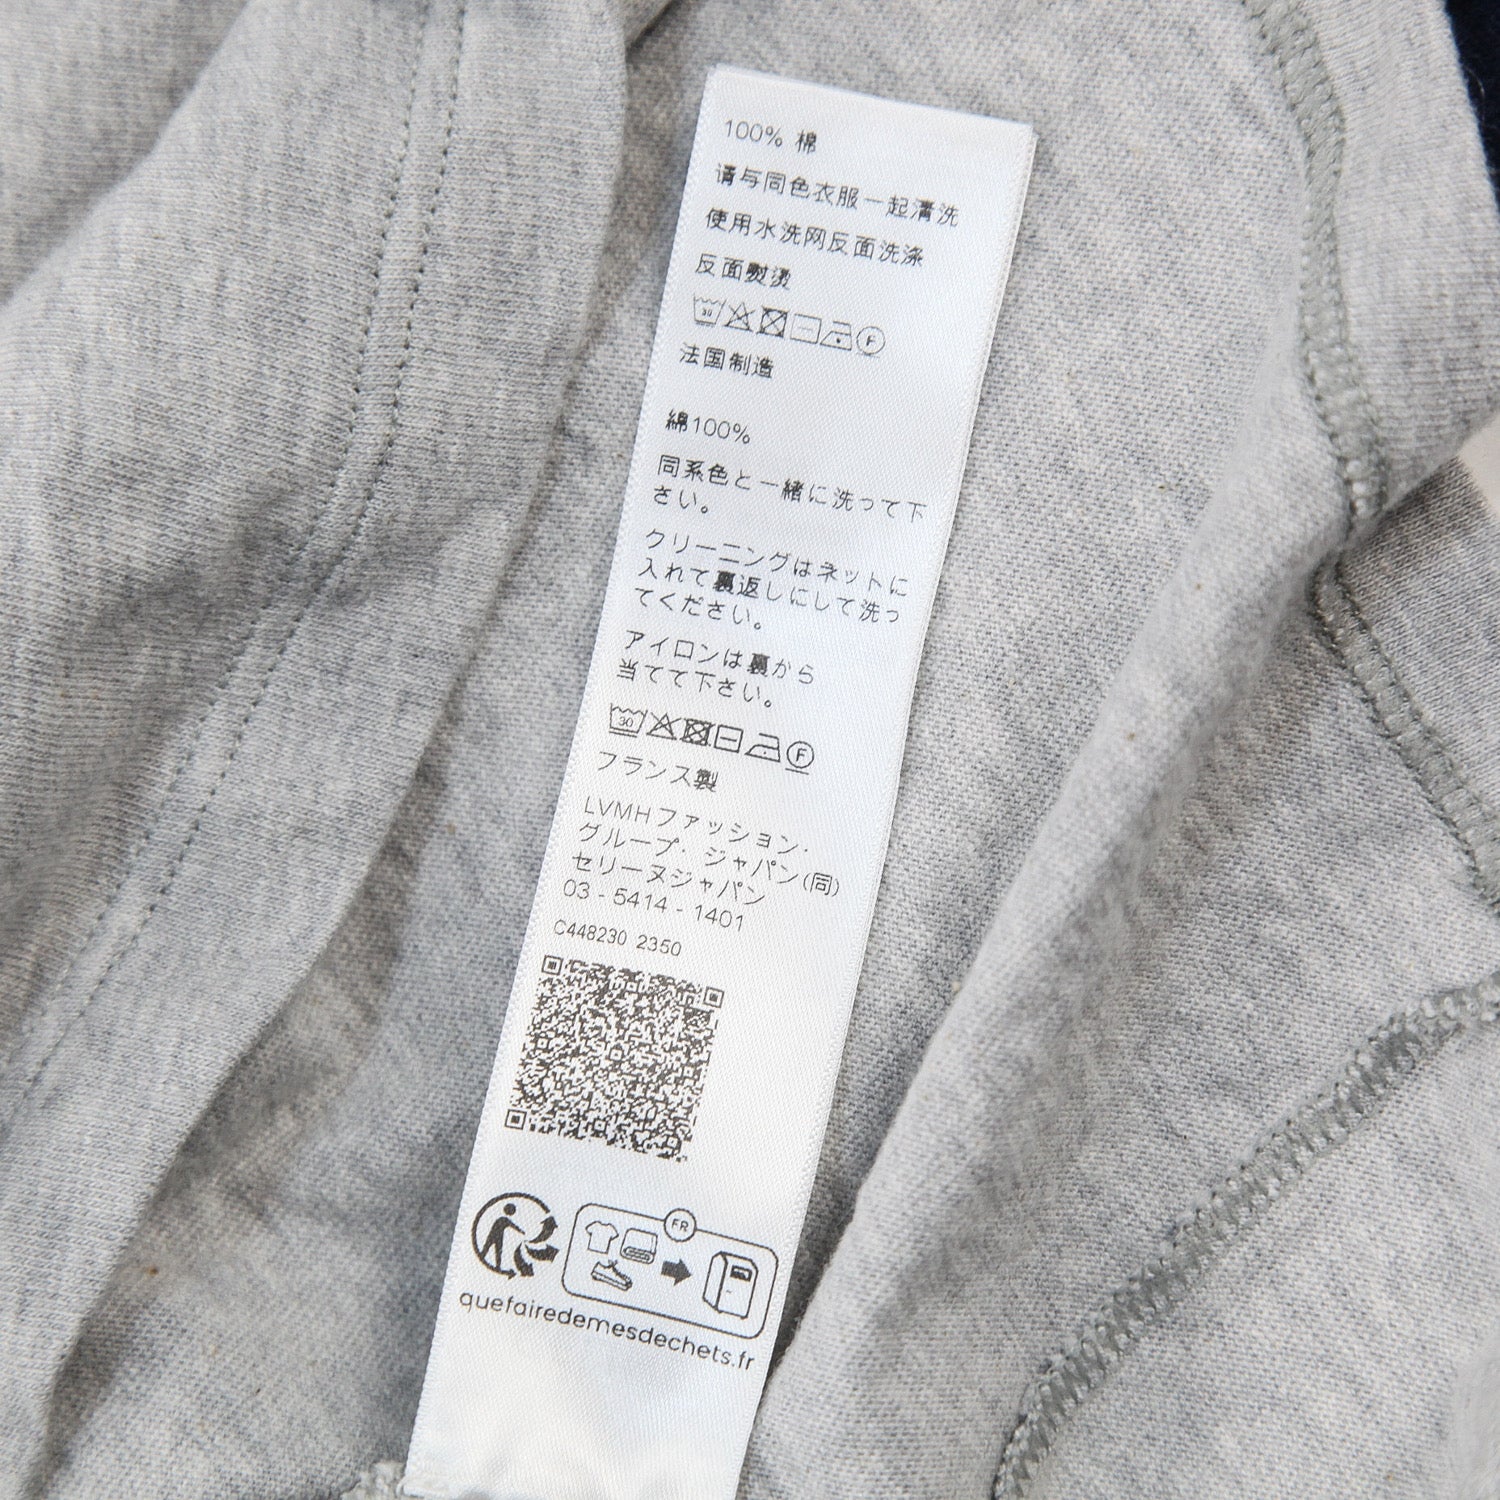 100% 棉
请与同色衣服一起清洗
使用水洗网反面洗涤
反面熨烫
30 F
法国制造
綿100%
同系色と一緒に洗って下
さい。
クリーニングはネットに
入れて裏返しにして洗っ
てください。
アイロンは裏から
当てて下さい。
30 F
フランス製
LVMHファッション・
グループ・ジャパン(同)
セリーヌジャパン
03 - 5414 - 1401
C448230 2350
FR
quefairedemesdechets.fr